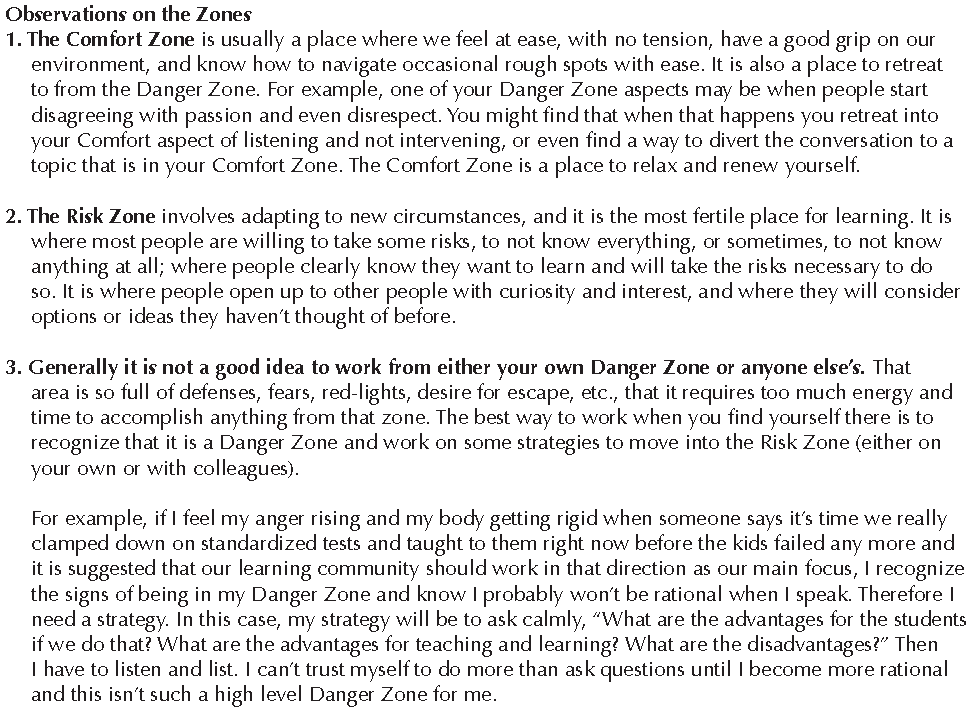 Observations on the Zones
1. The Comfort Zone is usually a place where we feel at ease, with no tension, have a good grip on our
environment, and know how to navigate occasional rough spots with ease. It is also a place to retreat
to from the Danger Zone. For example, one of your Danger Zone aspects may be when people start
disagreeing with passion and even disrespect. You might find that when that happens you retreat into
your Comfort aspect of listening and not intervening, or even find a way to divert the conversation to a
topic that is in your Comfort Zone. The Comfort Zone is a place to relax and renew yourself.
2. The Risk Zone involves adapting to new circumstances, and it is the most fertile place for learning. It is
where most people are willing to take some risks, to not know everything, or sometimes, to not know
anything at all; where people clearly know they want to learn and will take the risks necessary to do
so. It is where people open up to other people with curiosity and interest, and where they will consider
options or ideas they haven’t thought of before.
3. Generally it is not a good idea to work from either your own Danger Zone or anyone else’s. That
area is so full of defenses, fears, red-lights, desire for escape, etc., that it requires too much energy and
time to accomplish anything from that zone. The best way to work when you find yourself there is to
recognize that it is a Danger Zone and work on some strategies to move into the Risk Zone (either on
your own or with colleagues).
For example, if I feel my anger rising and my body getting rigid when someone says it’s time we really
clamped down on standardized tests and taught to them right now before the kids failed any more and
it is suggested that our learning community should work in that direction as our main focus, I recognize
the signs of being in my Danger Zone and know I probably won’t be rational when I speak. Therefore I
need a strategy. In this case, my strategy will be to ask calmly, “What are the advantages for the students
if we do that? What are the advantages for teaching and learning? What are the disadvantages?” Then
I have to listen and list. I can’t trust myself to do more than ask questions until I become more rational
and this isn’t such a high level Danger Zone for me.